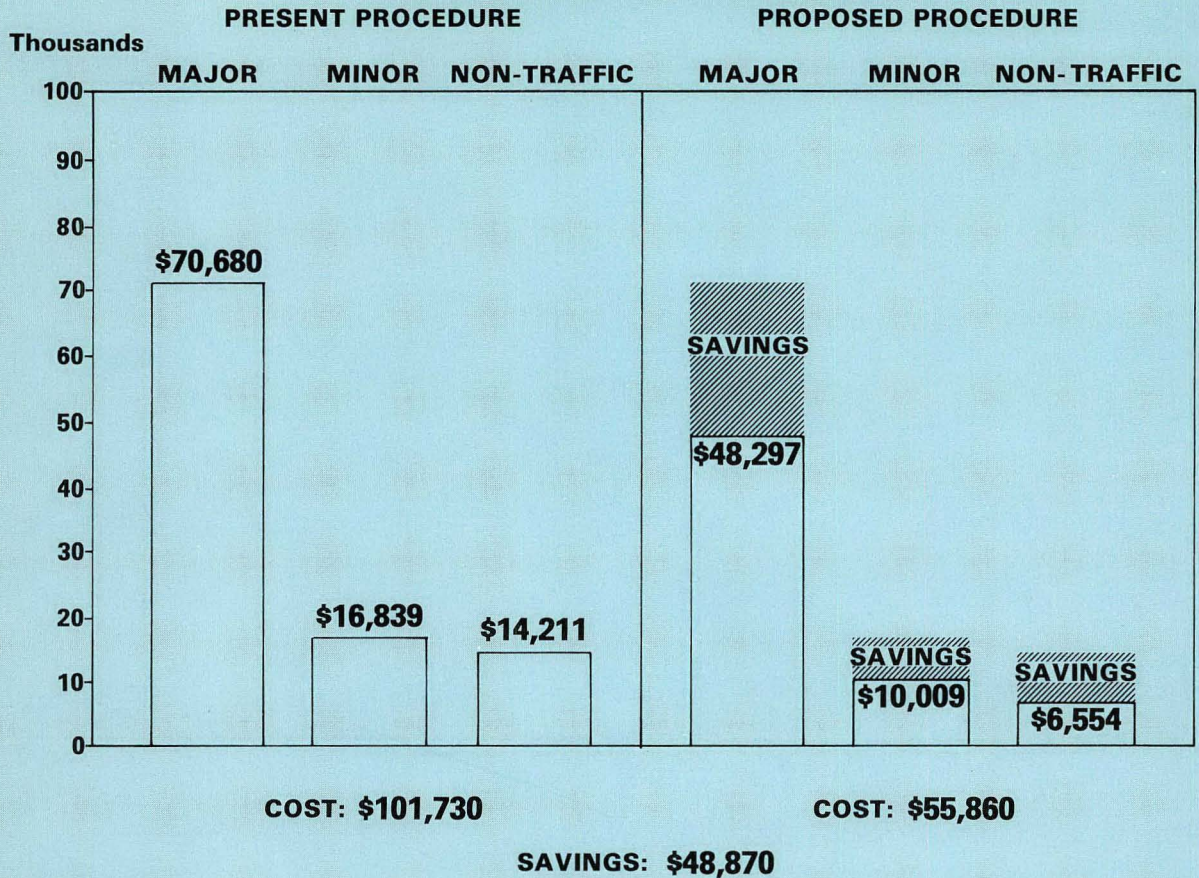 PRESENT PROCEDURE PROPOSED PROCEDURE
Thousands
MAJOR MINOR NON-TRAFFIC MAJOR MINOR NON-TRAFFIC
100
90
80
$70,680
70
SAVINGS
60
50
$48,297
40
30
20
$16,839 $14,211
SAVINGS SAVINGS
10
$10,009 $6,554
0
COST: $101,730 COST: $55,860
SAVINGS: $48,870